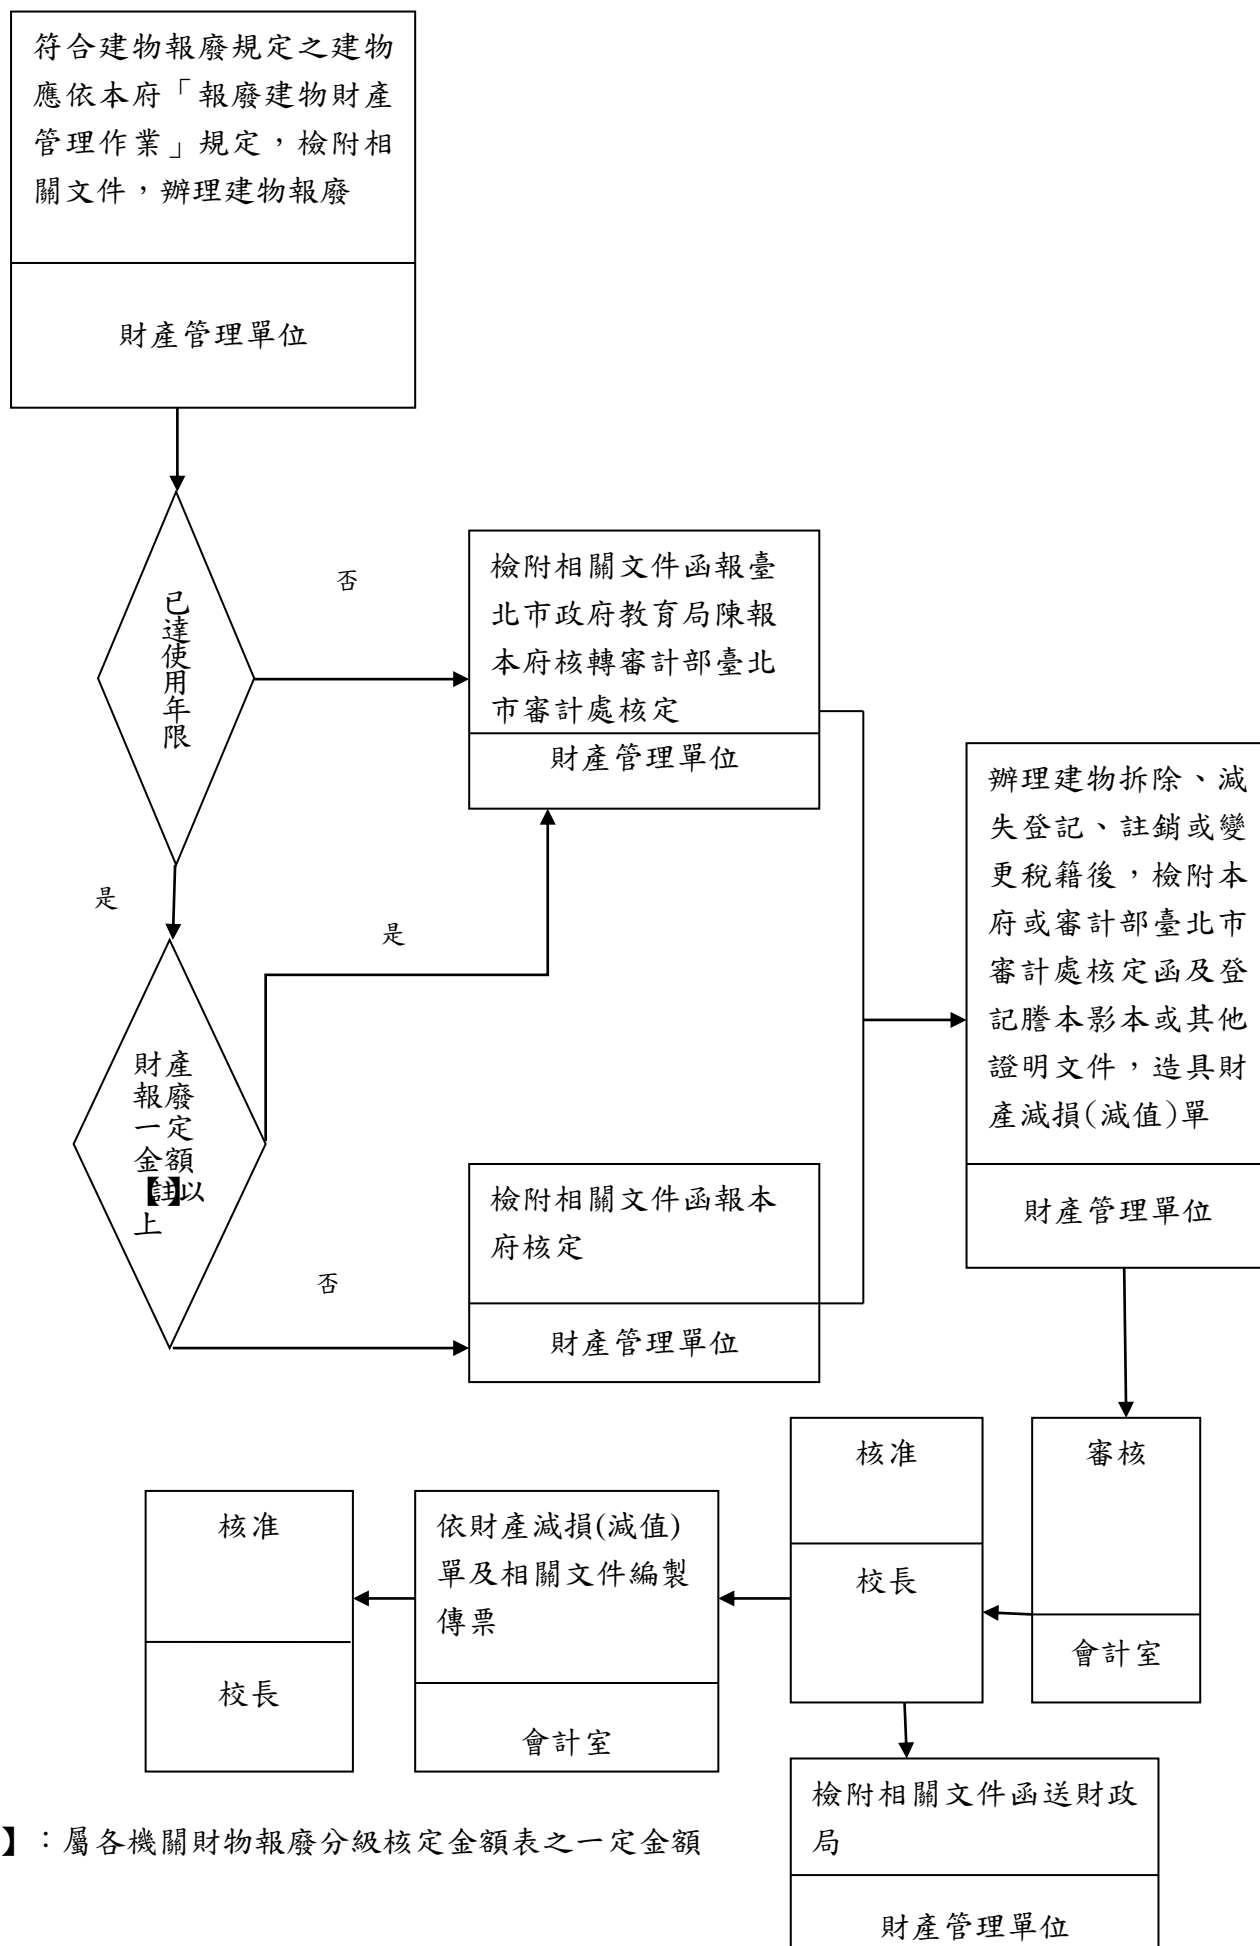 符合建物報廢規定之建物
應依本府「報廢建物財產
管理作業」規定，檢附相
關文件，辦理建物報廢
財產管理單位
已達使用年限
否
檢附相關文件函報臺
北市政府教育局陳報
本府核轉審計部臺北
市審計處核定
財產管理單位
是
是
財產
報廢
一定
金額
【註】以
上
否
檢附相關文件函報本
府核定
財產管理單位
辦理建物拆除、滅
失登記、註銷或變
更稅籍後，檢附本
府或審計部臺北市
審計處核定函及登
記謄本影本或其他
證明文件，造具財
產減損(減值)單
財產管理單位
審核
會計室
核准
校長
依財產減損(減值)
單及相關文件編製
傳票
會計室
核准
校長
檢附相關文件函送財政
局
財產管理單位
】：屬各機關財物報廢分級核定金額表之一定金額